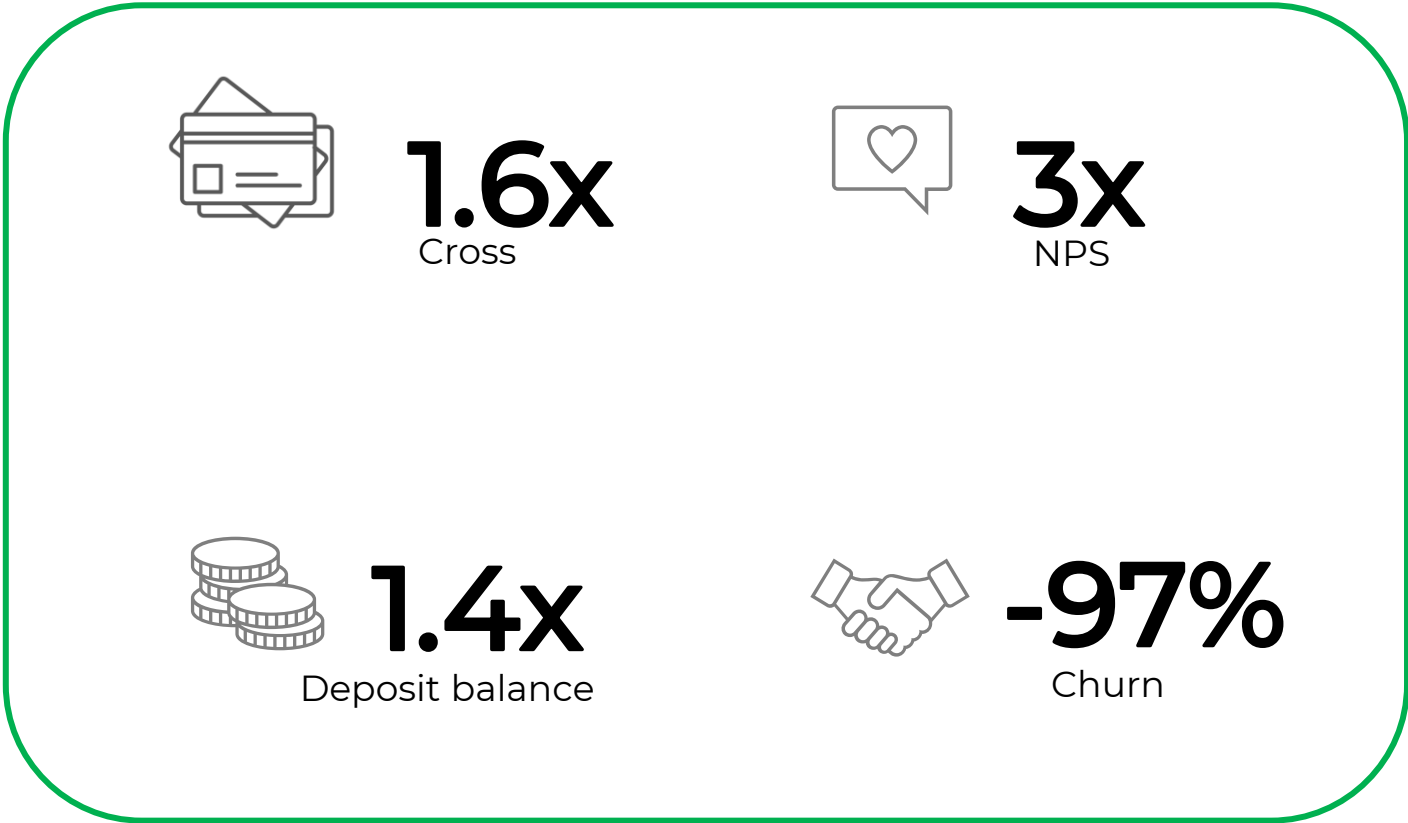 1.6x
Cross
3x
NPS
1.4x
Deposit balance
-97%
Churn